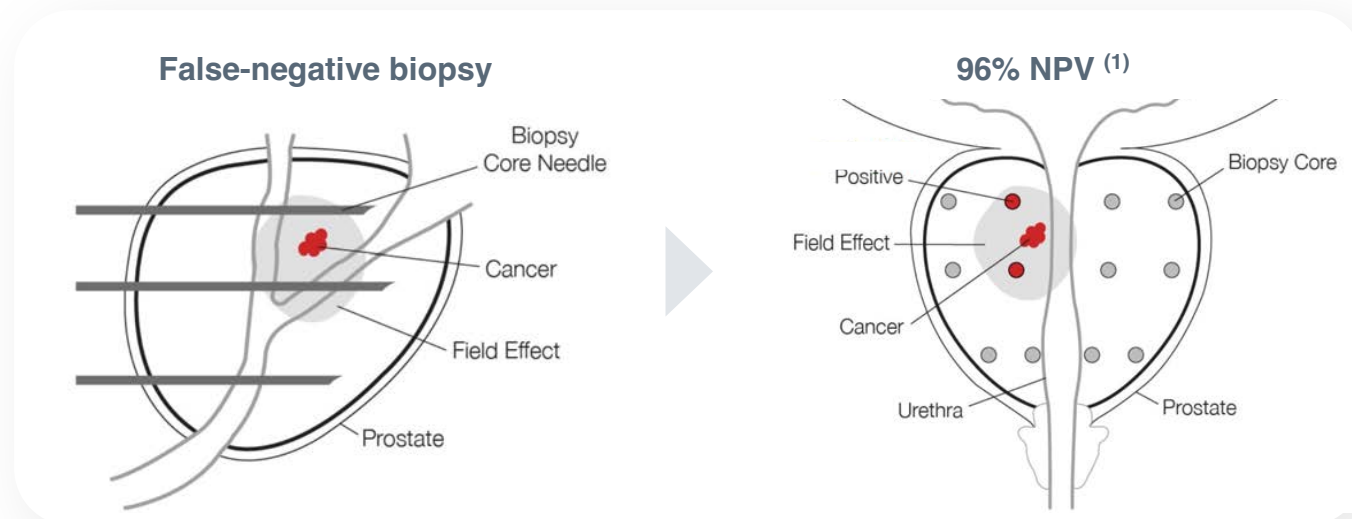 False-negative biopsy
Biopsy
Core Needle
Cancer
Field Effect
Prostate
96% NPV (1)
Positive
Biopsy Core
Field Effect
Cancer
Urethra
Prostate